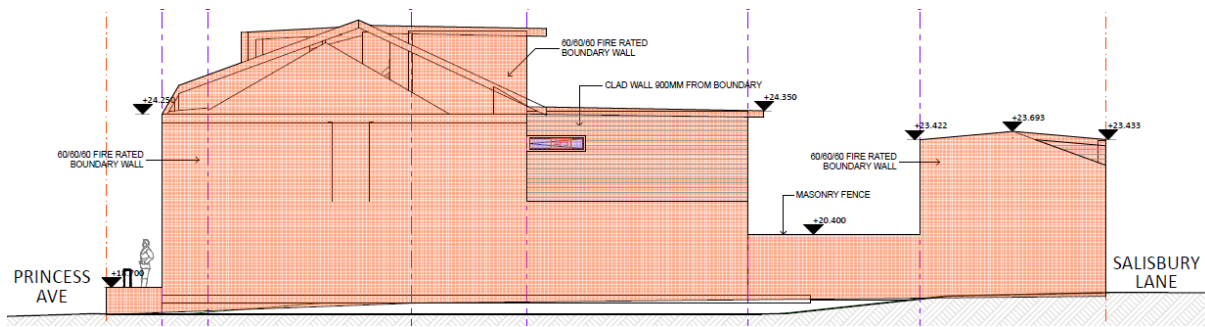 60/60/60 FIRE RATED
BOUNDARY WALL
CLAD WALL 900MM FROM BOUNDARY
+24.250
+24.350
+23.693
+23.422
+23.433
60/60/60 FIRE RATED
BOUNDARY WALL
60/60/60 FIRE RATED
BOUNDARY WALL
MASONRY FENCE
+20.400
PRINCESS
AVE
SALISBURY
LANE